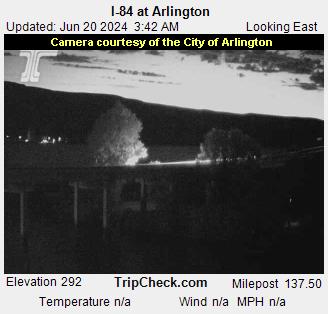 I-84 at Arlington
Updated: Jun 20 2024 3:42 AM Looking East
Camera courtesy of the City of Arlington
Elevation 292 TripCheck.com Milepost 137.50
Temperature n/a Wind n/a MPH n/a